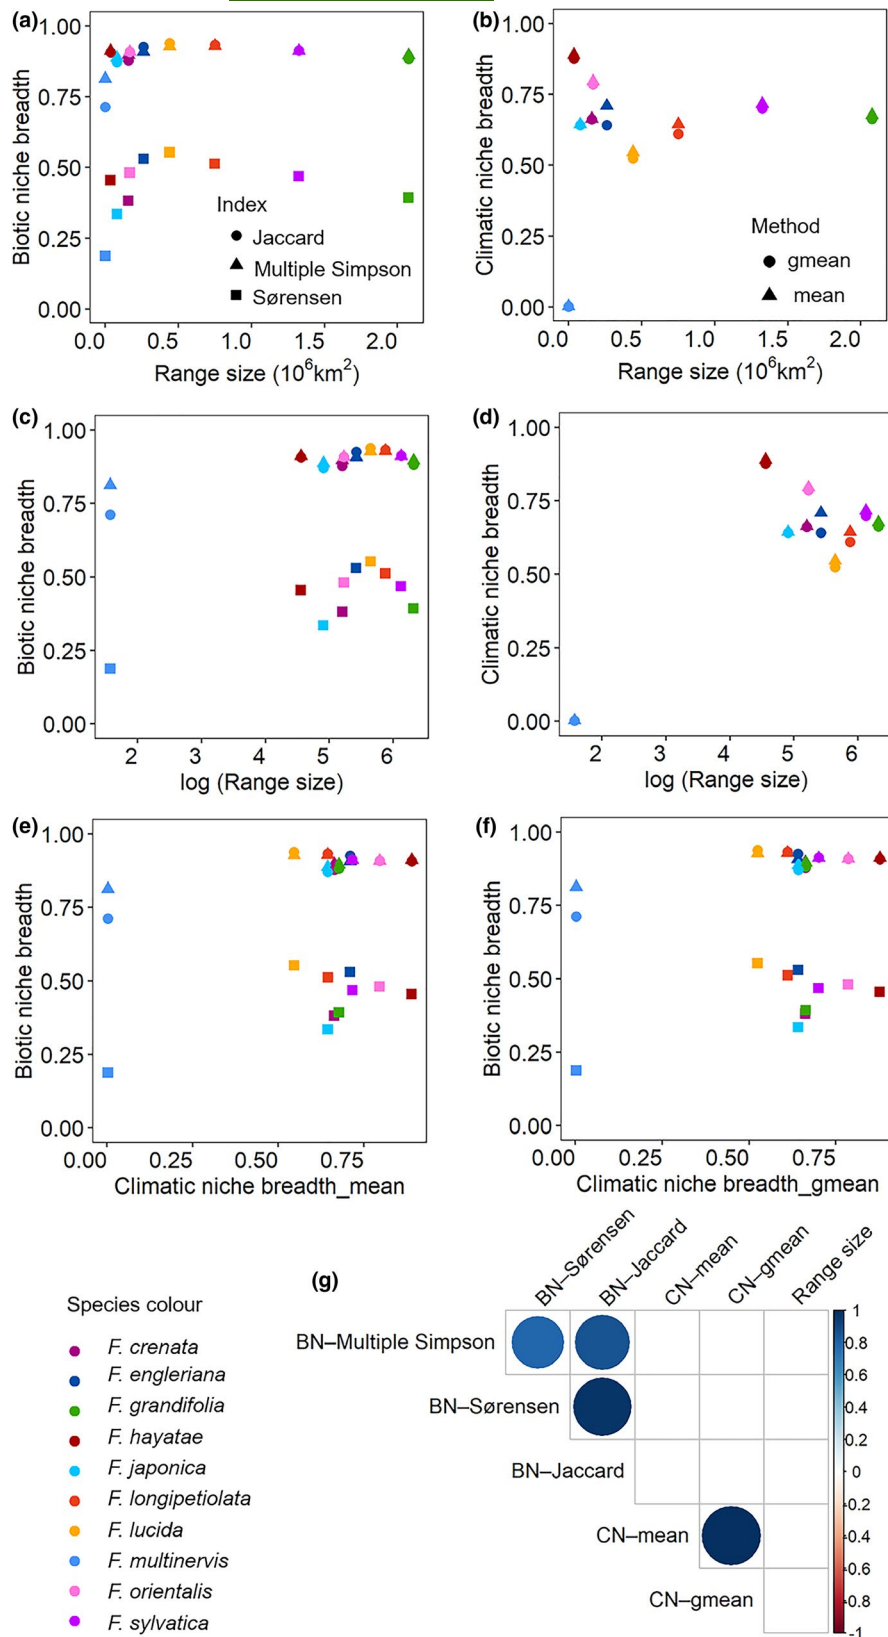 (a)
1.00
0.75
0.50
0.25
0.00
Biotic niche breadth
Index
Jaccard
Multiple Simpson
Sørensen
0.0 0.5 1.0 1.5 2.0
Range size (10⁶km²)
(b)
1.00
0.75
0.50
0.25
0.00
Climatic niche breadth
Method
gmean
mean
0.0 0.5 1.0 1.5 2.0
Range size (10⁶km²)
(c)
1.00
0.75
0.50
0.25
0.00
Biotic niche breadth
2 3 4 5 6
log (Range size)
(d)
1.00
0.75
0.50
0.25
0.00
Climatic niche breadth
2 3 4 5 6
log (Range size)
(e)
1.00
0.75
0.50
0.25
0.00
Biotic niche breadth
0.00 0.25 0.50 0.75
Climatic niche breadth_mean
(f)
1.00
0.75
0.50
0.25
0.00
Biotic niche breadth
0.00 0.25 0.50 0.75
Climatic niche breadth_gmean
Species colour
F. crenata
F. engleriana
F. grandifolia
F. hayatae
F. japonica
F. longipetiolata
F. lucida
F. multinervis
F. orientalis
F. sylvatica
(g)
BN–Sørensen
BN–Jaccard
CN–mean
CN–gmean
Range size
BN–Multiple Simpson
BN–Sørensen
BN–Jaccard
CN–mean
CN–gmean
1
0.8
0.6
0.4
0.2
0
-0.2
-0.4
-0.6
-0.8
-1